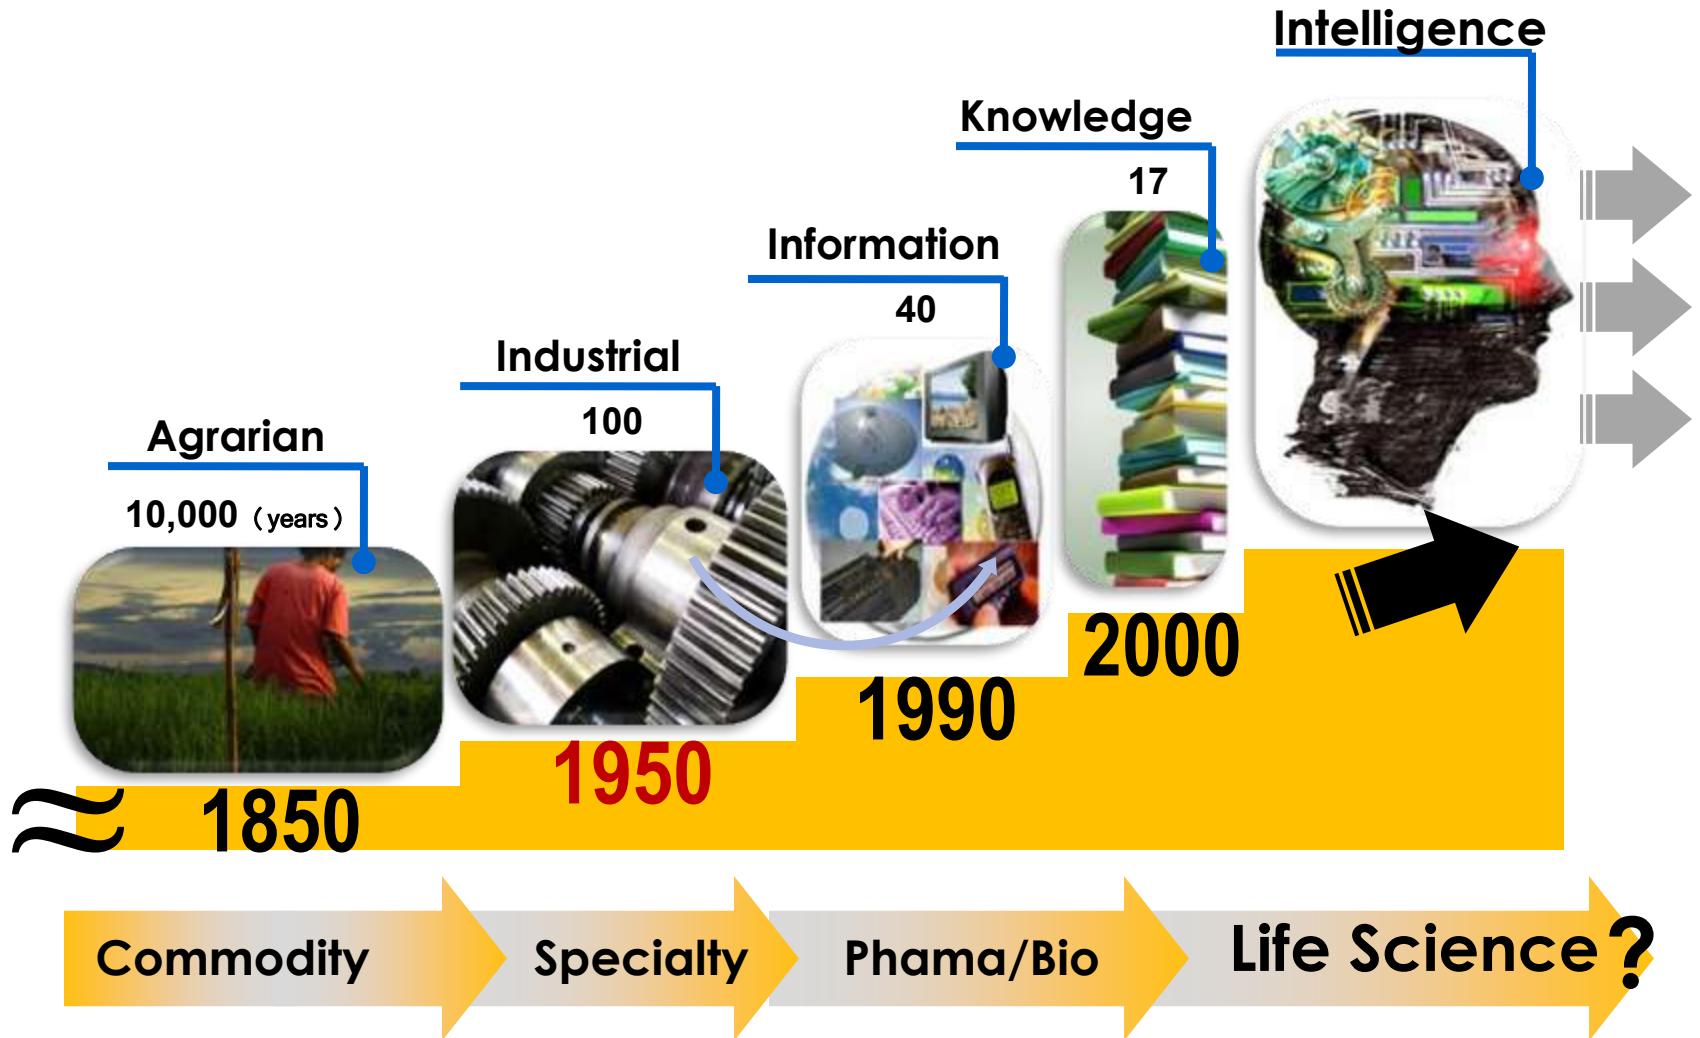 Intelligence
Knowledge
17
Information
40
Industrial
100
Agrarian
10,000 (years)
2000
1990
1950
1850
Commodity
Specialty
Phama/Bio
Life Science?